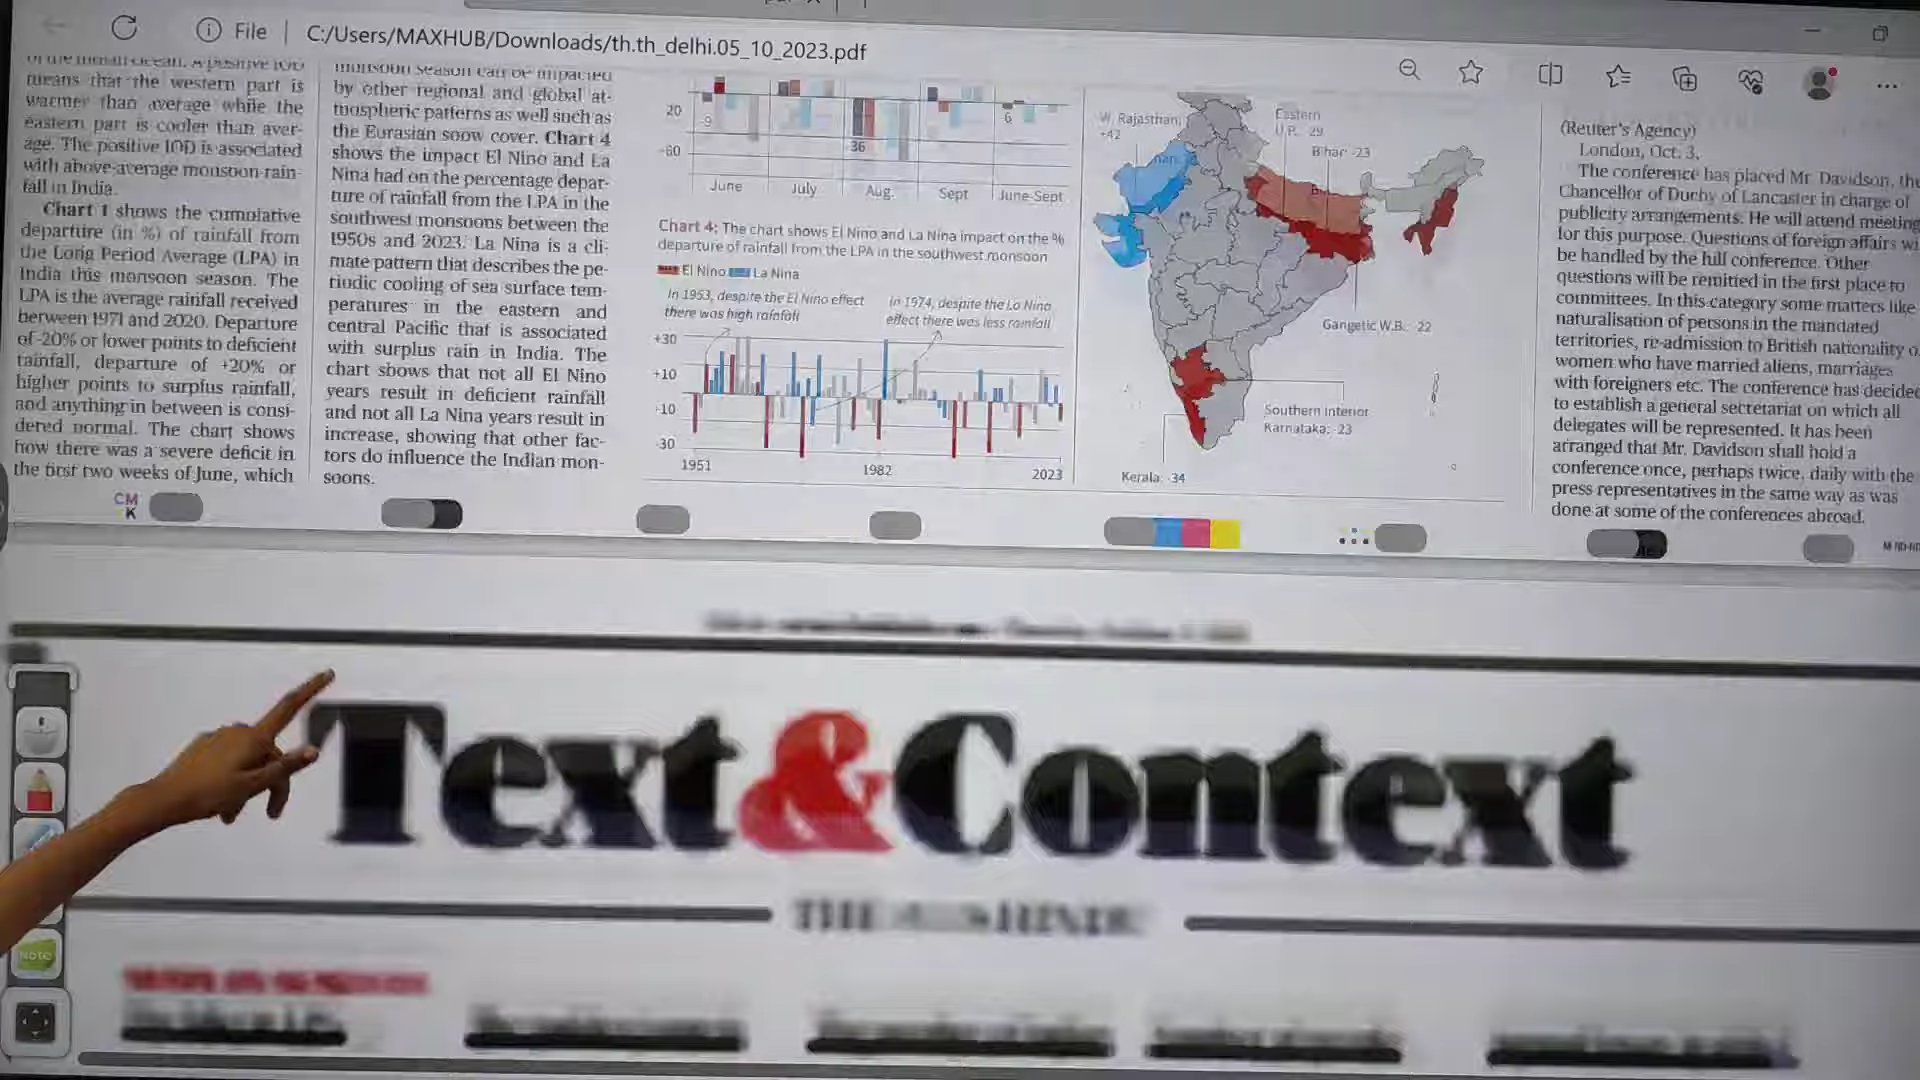 File
C:/Users/MAXHUB/Downloads/th.th_delhi.05_10_2023.pdf
means that the western part is
warmer than average while the
eastern part is cooler than aver-
age. The positive IOD is associated
with above-average monsoon rain-
fall in India.
Chart 1 shows the cumulative
departure (in %) of rainfall from
the Long Period Average (LPA) in
India this monsoon season. The
LPA is the average rainfall received
between 1971 and 2020. Departure
of -20% or lower points to deficient
rainfall, departure of +20% or
higher points to surplus rainfall,
and anything in between is consi-
dered normal. The chart shows
how there was a severe deficit in
the first two weeks of June, which
monsoon season can be impacted
by other regional and global at-
mospheric patterns as well such as
the Eurasian snow cover. Chart 4
shows the impact El Nino and La
Nina had on the percentage depar-
ture of rainfall from the LPA in the
southwest monsoons between the
1950s and 2023. La Nina is a cli-
mate pattern that describes the pe-
riodic cooling of sea surface tem-
peratures in the eastern and
central Pacific that is associated
with surplus rain in India. The
chart shows that not all El Nino
years result in deficient rainfall
and not all La Nina years result in
increase, showing that other fac-
tors do influence the Indian mon-
soons.
20
-60
-9
36
6
June
July
Aug.
Sept
June-Sept
Chart 4: The chart shows El Nino and La Nina impact on the %
departure of rainfall from the LPA in the southwest monsoon
El Nino
La Nina
In 1953, despite the El Nino effect
there was high rainfall
In 1974, despite the La Nina
effect there was less rainfall
+30
+10
-10
-30
1951
1982
2023
W. Rajasthan:
+42
Eastern
U.P.: -29
Bihar: -23
Gangetic W.B.: -22
Southern Interior
Karnataka: -23
Kerala: -34
(Reuter's Agency)
London, Oct. 3.
The conference has placed Mr. Davidson, the
Chancellor of Duchy of Lancaster in charge of
publicity arrangements. He will attend meeting
for this purpose. Questions of foreign affairs wi
be handled by the hill conference. Other
questions will be remitted in the first place to
committees. In this category some matters like
naturalisation of persons in the mandated
territories, re-admission to British nationality o
women who have married aliens, marriages
with foreigners etc. The conference has decided
to establish a general secretariat on which all
delegates will be represented. It has been
arranged that Mr. Davidson shall hold a
conference once, perhaps twice, daily with the
press representatives in the same way as was
done at some of the conferences abroad.
CM
K
Text&Context
THE HINDU
Note